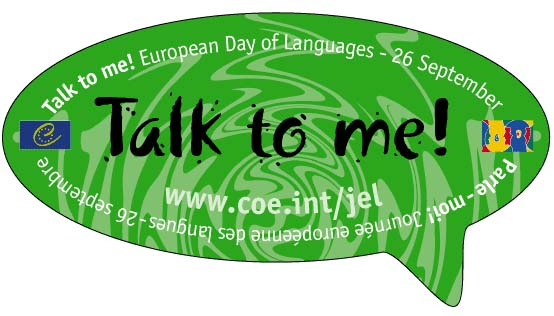 Talk to me! European Day of Languages - 26 September
Talk to me!
www.coe.int/jel
Parle-moi! Journée européenne des langues - 26 septembre